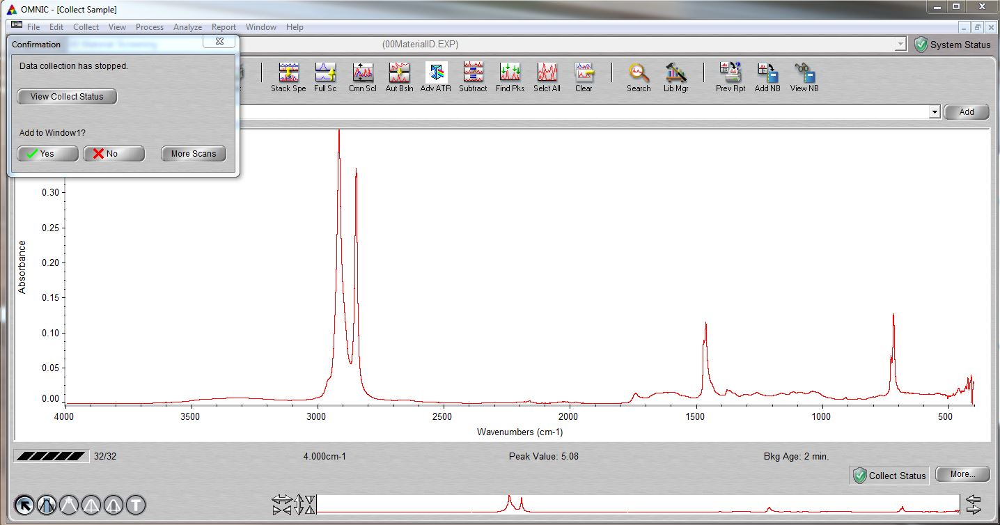 OMNIC - [Collect Sample]
File Edit Collect View Process Analyze Report Window Help
Confirmation
(00MaterialID.EXP)
System Status
Data collection has stopped.
View Collect Status
Add to Window1?
Yes No More Scans
Stack Spe Full Sc Cmn Scl Aut Bsln Adv ATR Subtract Find Pks Selct All Clear Search Lib Mgr Prev Rpt Add NB View NB
Add
0.30
0.25
0.20
0.15
0.10
0.05
0.00
Absorbance
4000 3500 3000 2500 2000 1500 1000 500
Wavenumbers (cm-1)
32/32 4.000cm-1 Peak Value: 5.08 Bkg Age: 2 min.
Collect Status More...
T